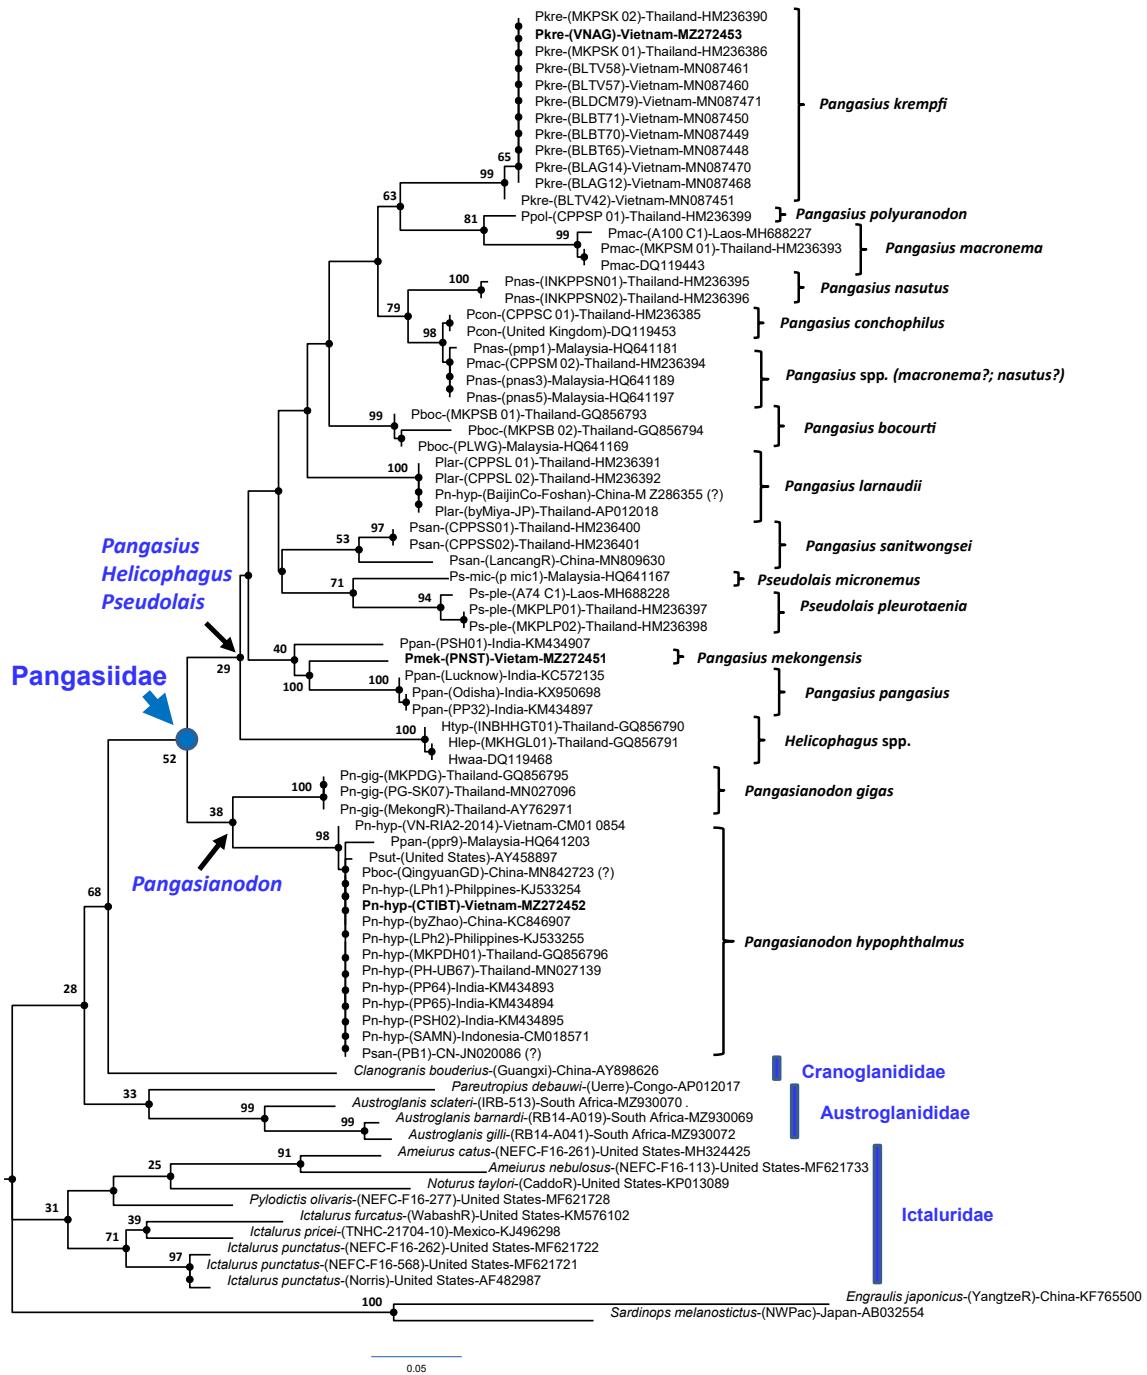 Pkre-(MKPSK 02)-Thailand-HM236390
Pkre-(VNAG)-Vietnam-MZ272453
Pkre-(MKPSK 01)-Thailand-HM236386
Pkre-(BLTV58)-Vietnam-MN087461
Pkre-(BLTV57)-Vietnam-MN087460
Pkre-(BLDCM79)-Vietnam-MN087471
Pkre-(BLBT71)-Vietnam-MN087450
Pkre-(BLBT70)-Vietnam-MN087449
Pkre-(BLBT65)-Vietnam-MN087448
Pkre-(BLAG14)-Vietnam-MN087470
Pkre-(BLAG12)-Vietnam-MN087468
Pkre-(BLTV42)-Vietnam-MN087451
Pangasius krempfi
65
99
63
Ppol-(CPPSP 01)-Thailand-HM236399
Pangasius polyuranodon
81
Pmac-(A100 C1)-Laos-MH688227
99
Pmac-(MKPSM 01)-Thailand-HM236393
Pmac-DQ119443
Pangasius macronema
100
Pnas-(INKPPSN01)-Thailand-HM236395
Pnas-(INKPPSN02)-Thailand-HM236396
Pangasius nasutus
79
Pcon-(CPPSC 01)-Thailand-HM236385
Pcon-(United Kingdom)-DQ119453
Pangasius conchophilus
98
Pnas-(pmp1)-Malaysia-HQ641181
Pmac-(CPPSM 02)-Thailand-HM236394
Pnas-(pnas3)-Malaysia-HQ641189
Pnas-(pnas5)-Malaysia-HQ641197
Pangasius spp. (macronema?; nasutus?)
99
Pboc-(MKPSB 01)-Thailand-GQ856793
Pboc-(MKPSB 02)-Thailand-GQ856794
Pboc-(PLWG)-Malaysia-HQ641169
Pangasius bocourti
100
Plar-(CPPSL 01)-Thailand-HM236391
Plar-(CPPSL 02)-Thailand-HM236392
Pn-hyp-(BaijinCo-Foshan)-China-M Z286355 (?)
Plar-(byMiya-JP)-Thailand-AP012018
Pangasius larnaudii
97
Psan-(CPPSS01)-Thailand-HM236400
53
Psan-(CPPSS02)-Thailand-HM236401
Psan-(LancangR)-China-MN809630
Pangasius sanitwongsei
Pangasius
Helicophagus
Pseudolais
71
Ps-mic-(p mic1)-Malaysia-HQ641167
Pseudolais micronemus
94
Ps-ple-(A74 C1)-Laos-MH688228
Ps-ple-(MKPLP01)-Thailand-HM236397
Ps-ple-(MKPLP02)-Thailand-HM236398
Pseudolais pleurotaenia
29
40
Ppan-(PSH01)-India-KM434907
Pmek-(PNST)-Vietam-MZ272451
Pangasius mekongensis
100
100
Ppan-(Lucknow)-India-KC572135
Ppan-(Odisha)-India-KX950698
Ppan-(PP32)-India-KM434897
Pangasius pangasius
Pangasiidae
100
Htyp-(INBHHGT01)-Thailand-GQ856790
Hlep-(MKHGL01)-Thailand-GQ856791
Hwaa-DQ119468
Helicophagus spp.
52
100
Pn-gig-(MKPDG)-Thailand-GQ856795
Pn-gig-(PG-SK07)-Thailand-MN027096
Pn-gig-(MekongR)-Thailand-AY762971
Pangasianodon gigas
38
Pangasianodon
98
Pn-hyp-(VN-RIA2-2014)-Vietnam-CM01 0854
Ppan-(ppr9)-Malaysia-HQ641203
Psut-(United States)-AY458897
Pboc-(QingyuanGD)-China-MN842723 (?)
Pn-hyp-(LPh1)-Philppines-KJ533254
Pn-hyp-(CTIBT)-Vietnam-MZ272452
Pn-hyp-(byZhao)-China-KC846907
Pn-hyp-(LPh2)-Philippines-KJ533255
Pn-hyp-(MKPDH01)-Thailand-GQ856796
Pn-hyp-(PH-UB67)-Thailand-MN027139
Pn-hyp-(PP64)-India-KM434893
Pn-hyp-(PP65)-India-KM434894
Pn-hyp-(PSH02)-India-KM434895
Pn-hyp-(SAMN)-Indonesia-CM018571
Psan-(PB1)-CN-JN020086 (?)
Pangasianodon hypophthalmus
68
28
Clanogranis bouderius-(Guangxi)-China-AY898626
Cranoglanididae
33
Pareutropius debauwi-(Uerre)-Congo-AP012017
99
Austroglanis sclateri-(IRB-513)-South Africa-MZ930070 .
99
Austroglanis barnardi-(RB14-A019)-South Africa-MZ930069
Austroglanis gilli-(RB14-A041)-South Africa-MZ930072
Austroglanididae
91
Ameiurus catus-(NEFC-F16-261)-United States-MH324425
25
Ameiurus nebulosus-(NEFC-F16-113)-United States-MF621733
Noturus taylori-(CaddoR)-United States-KP013089
Pylodictis olivaris-(NEFC-F16-277)-United States-MF621728
31
39
Ictalurus furcatus-(WabashR)-United States-KM576102
71
Ictalurus pricei-(TNHC-21704-10)-Mexico-KJ496298
97
Ictalurus punctatus-(NEFC-F16-262)-United States-MF621722
Ictalurus punctatus-(NEFC-F16-568)-United States-MF621721
Ictalurus punctatus-(Norris)-United States-AF482987
Ictaluridae
100
Engraulis japonicus-(YangtzeR)-China-KF765500
Sardinops melanostictus-(NWPac)-Japan-AB032554
0.05